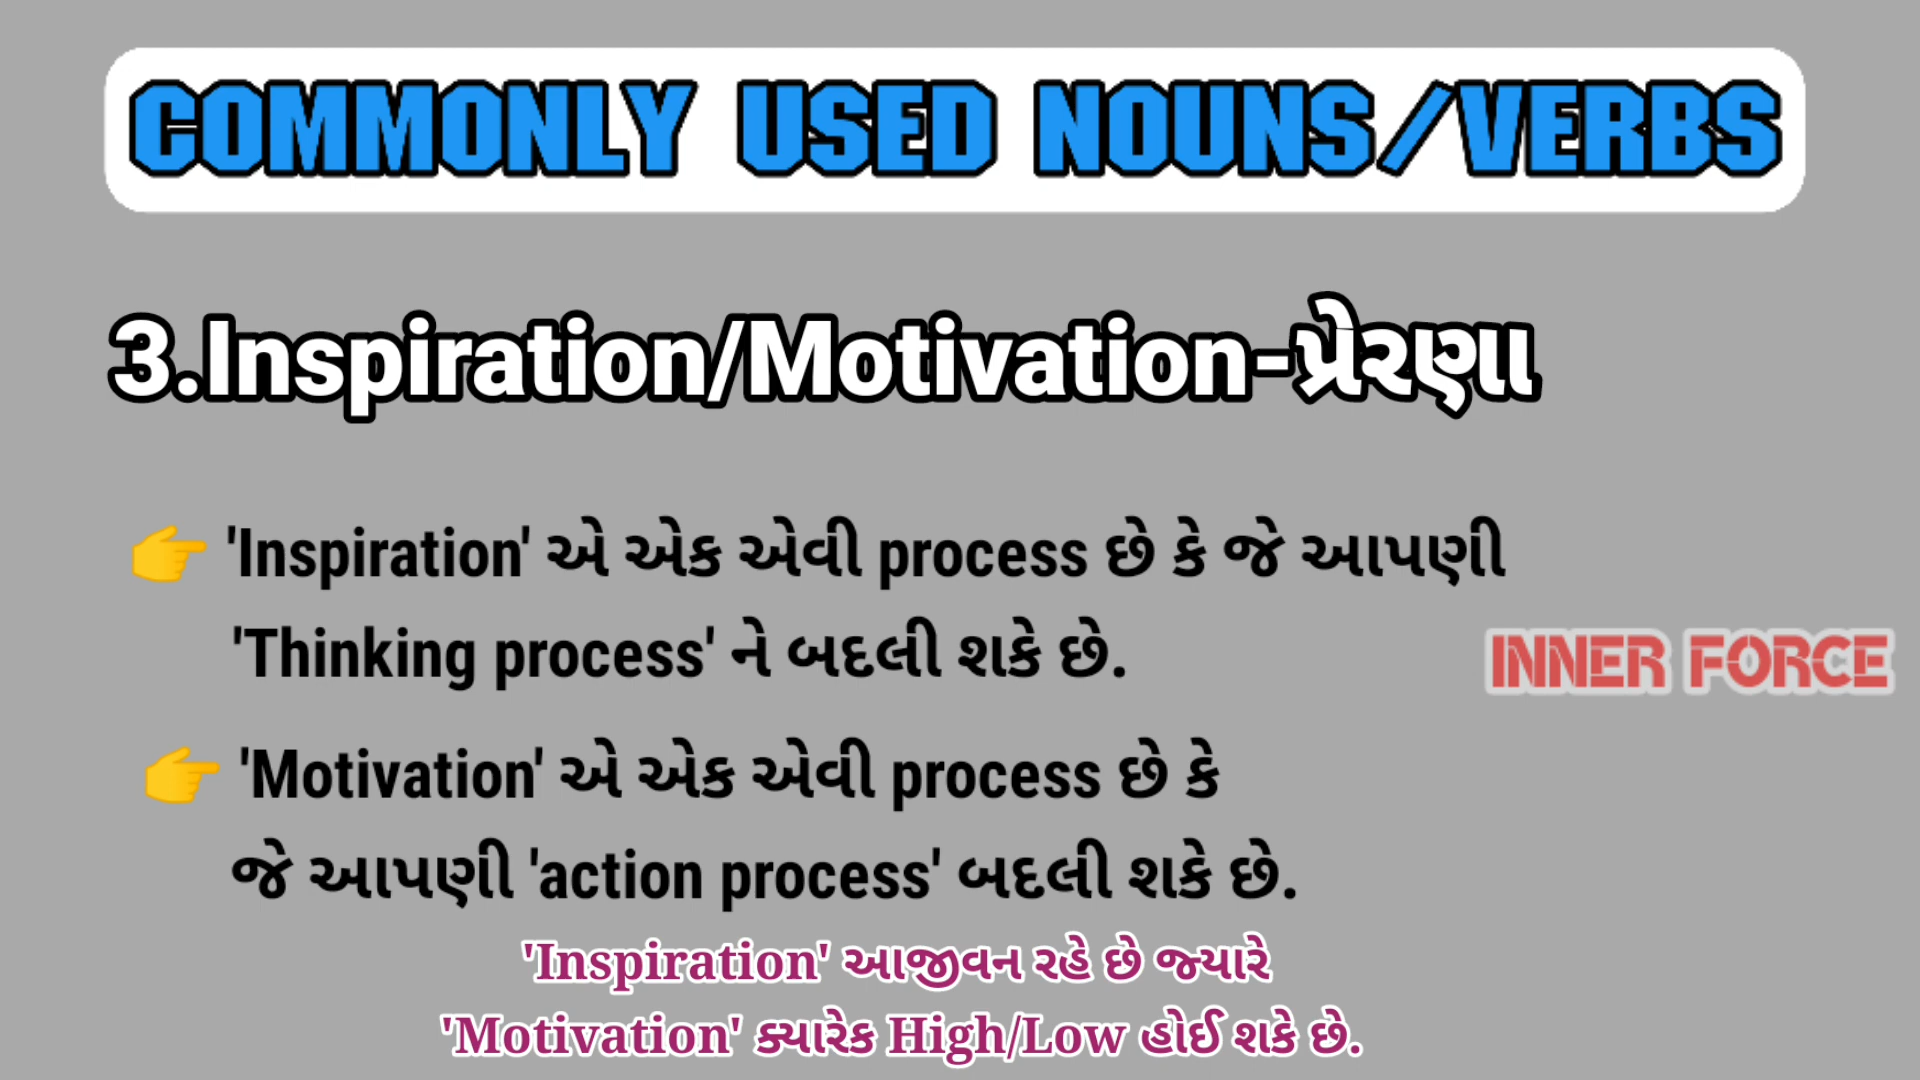 COMMONLY USED NOUNS/VERBS
3.Inspiration/Motivation-પ્રેરણા
👉 'Inspiration' એ એક એવી process છે કે જે આપણી
'Thinking process' ને બદલી શકે છે.
INNER FORCE
👉 'Motivation' એ એક એવી process છે કે
જે આપણી 'action process' બદલી શકે છે.
'Inspiration' આજીવન રહે છે જ્યારે
'Motivation' ક્યારેક High/Low હોઈ શકે છે.